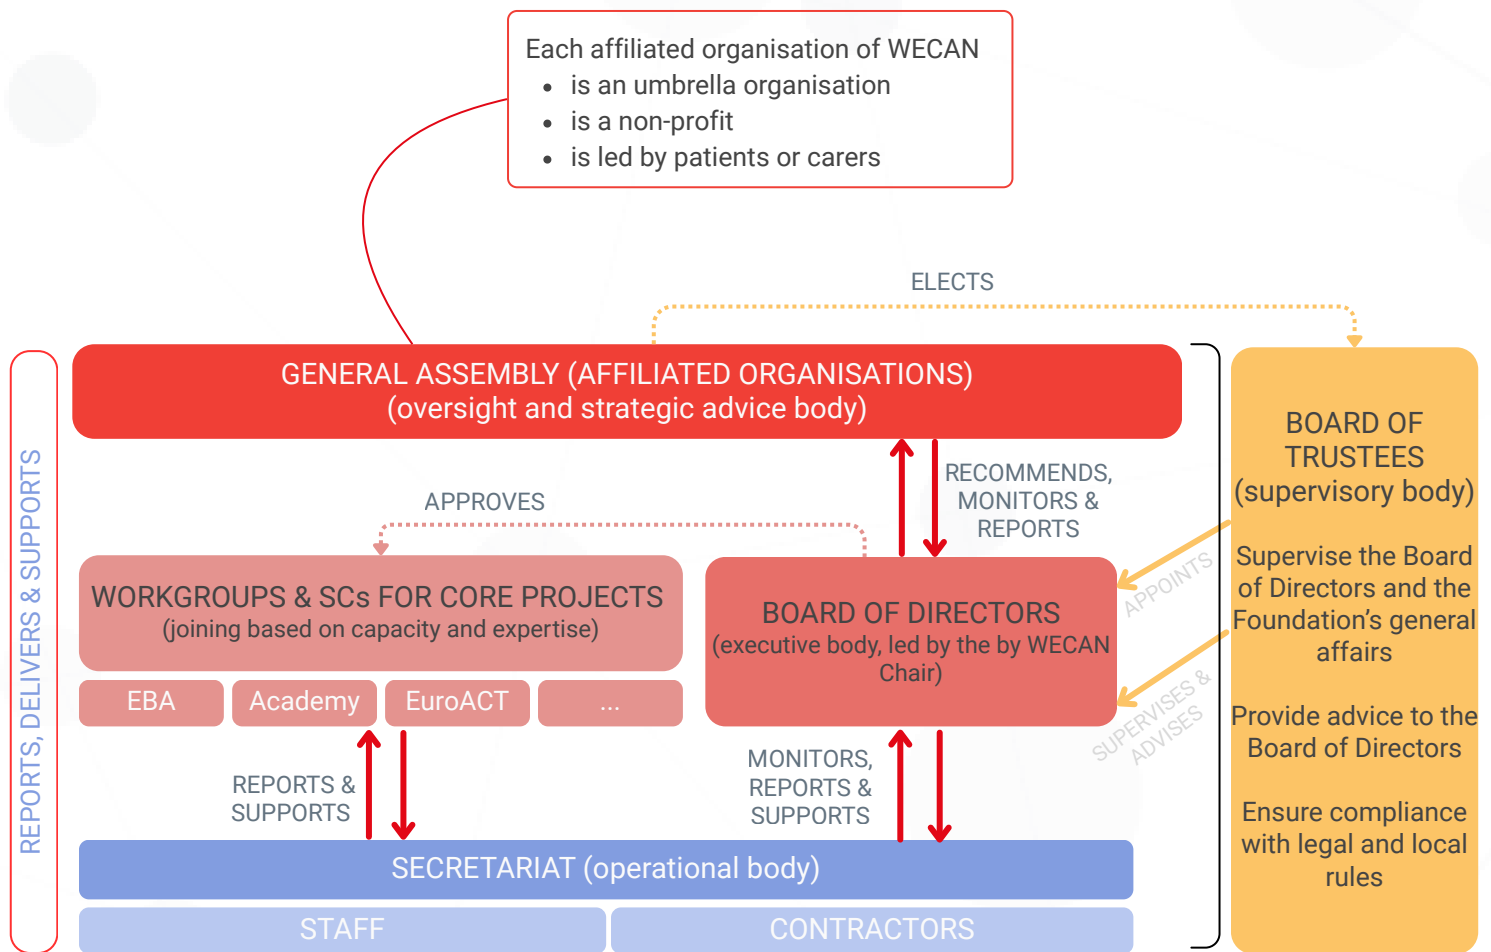 Each affiliated organisation of WECAN
• is an umbrella organisation
• is a non-profit
• is led by patients or carers
ELECTS
GENERAL ASSEMBLY (AFFILIATED ORGANISATIONS)
(oversight and strategic advice body)
REPORTS, DELIVERS & SUPPORTS
RECOMMENDS,
MONITORS &
REPORTS
APPROVES
WORKGROUPS & SCs FOR CORE PROJECTS
(joining based on capacity and expertise)
EBA
Academy
EuroACT
...
BOARD OF DIRECTORS
(executive body, led by the by WECAN
Chair)
APPOINTS
SUPERVISES &
ADVISES
BOARD OF
TRUSTEES
(supervisory body)
Supervise the Board
of Directors and the
Foundation’s general
affairs
Provide advice to the
Board of Directors
Ensure compliance
with legal and local
rules
REPORTS &
SUPPORTS
MONITORS,
REPORTS &
SUPPORTS
SECRETARIAT (operational body)
STAFF
CONTRACTORS